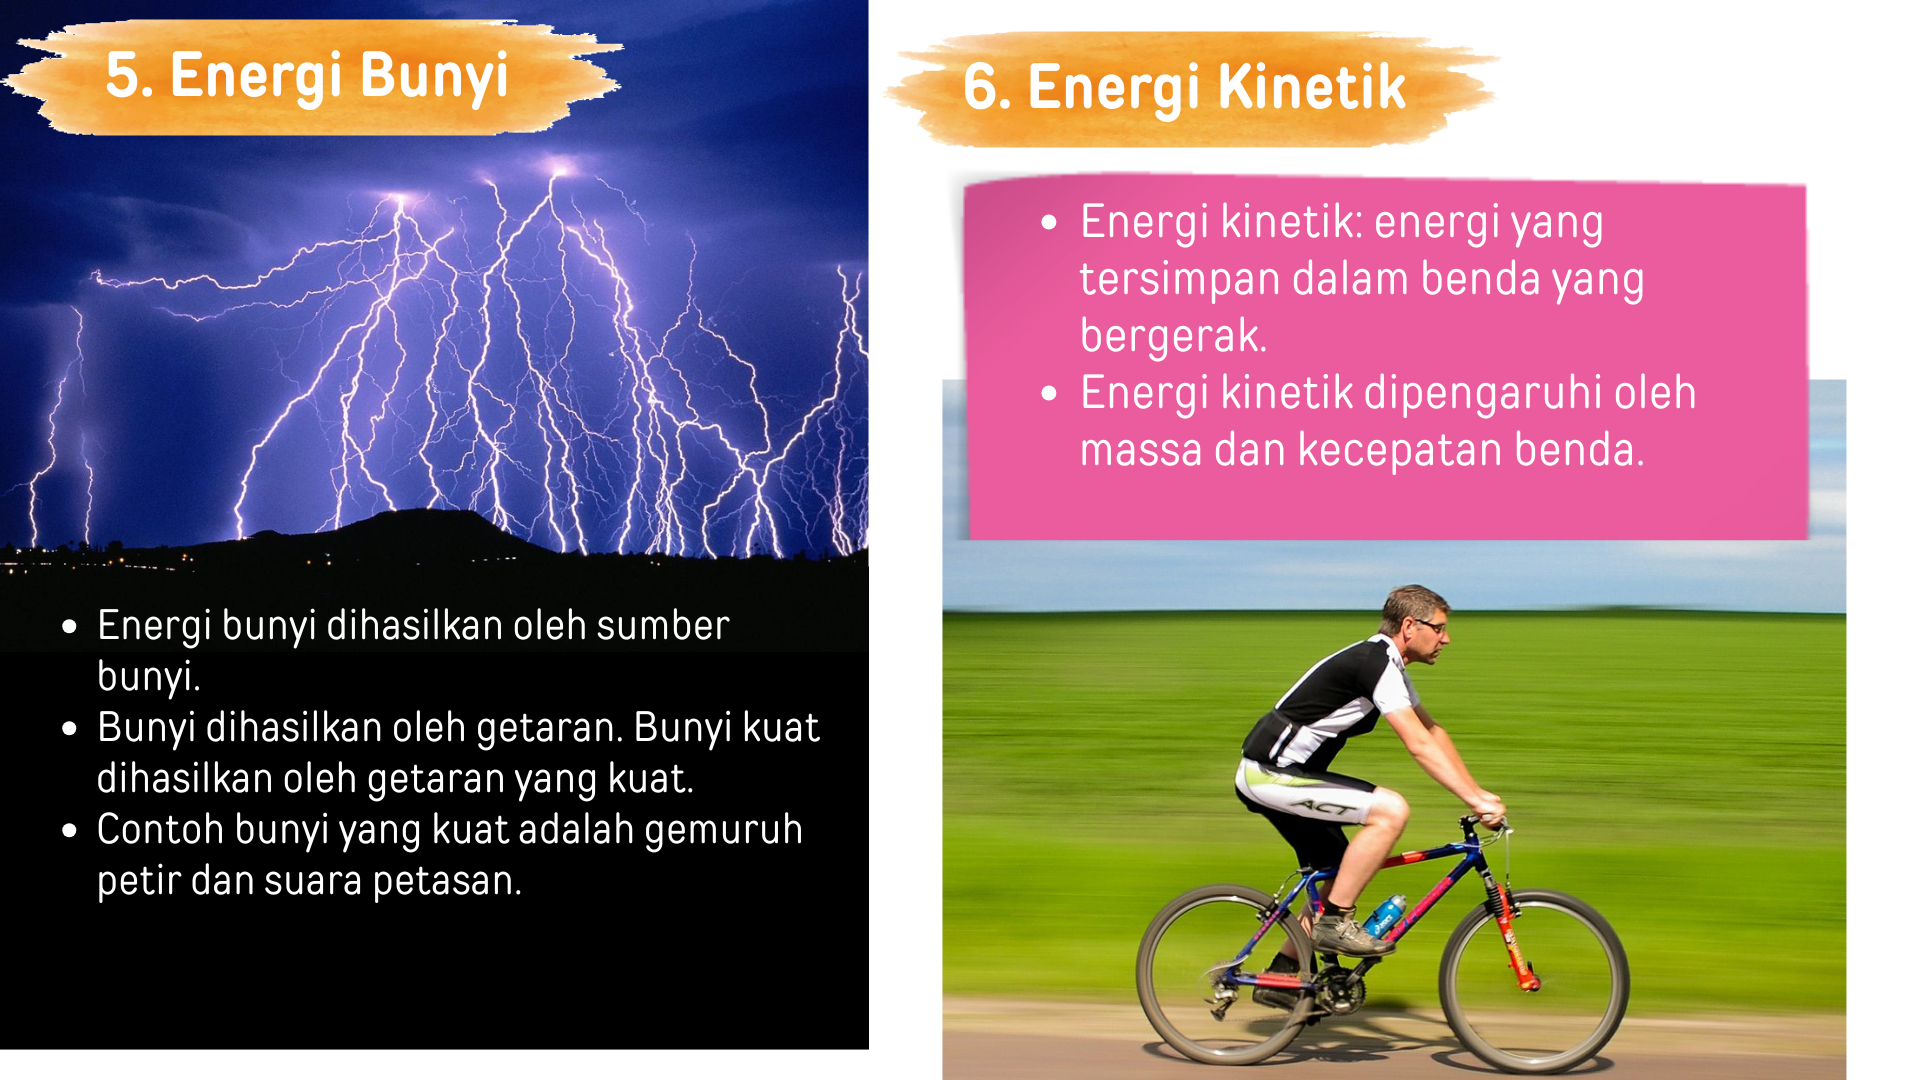 5. Energi Bunyi
• Energi bunyi dihasilkan oleh sumber
bunyi.
• Bunyi dihasilkan oleh getaran. Bunyi kuat
dihasilkan oleh getaran yang kuat.
• Contoh bunyi yang kuat adalah gemuruh
petir dan suara petasan.
6. Energi Kinetik
• Energi kinetik: energi yang
tersimpan dalam benda yang
bergerak.
• Energi kinetik dipengaruhi oleh
massa dan kecepatan benda.
ACT